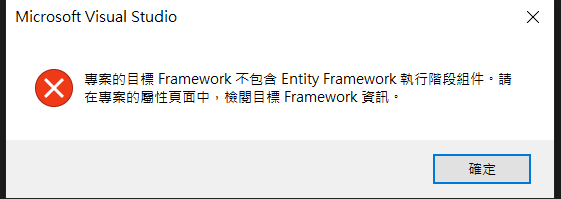 Microsoft Visual Studio
專案的目標 Framework 不包含 Entity Framework 執行階段組件。請
在專案的屬性頁面中，檢閱目標 Framework 資訊。
確定